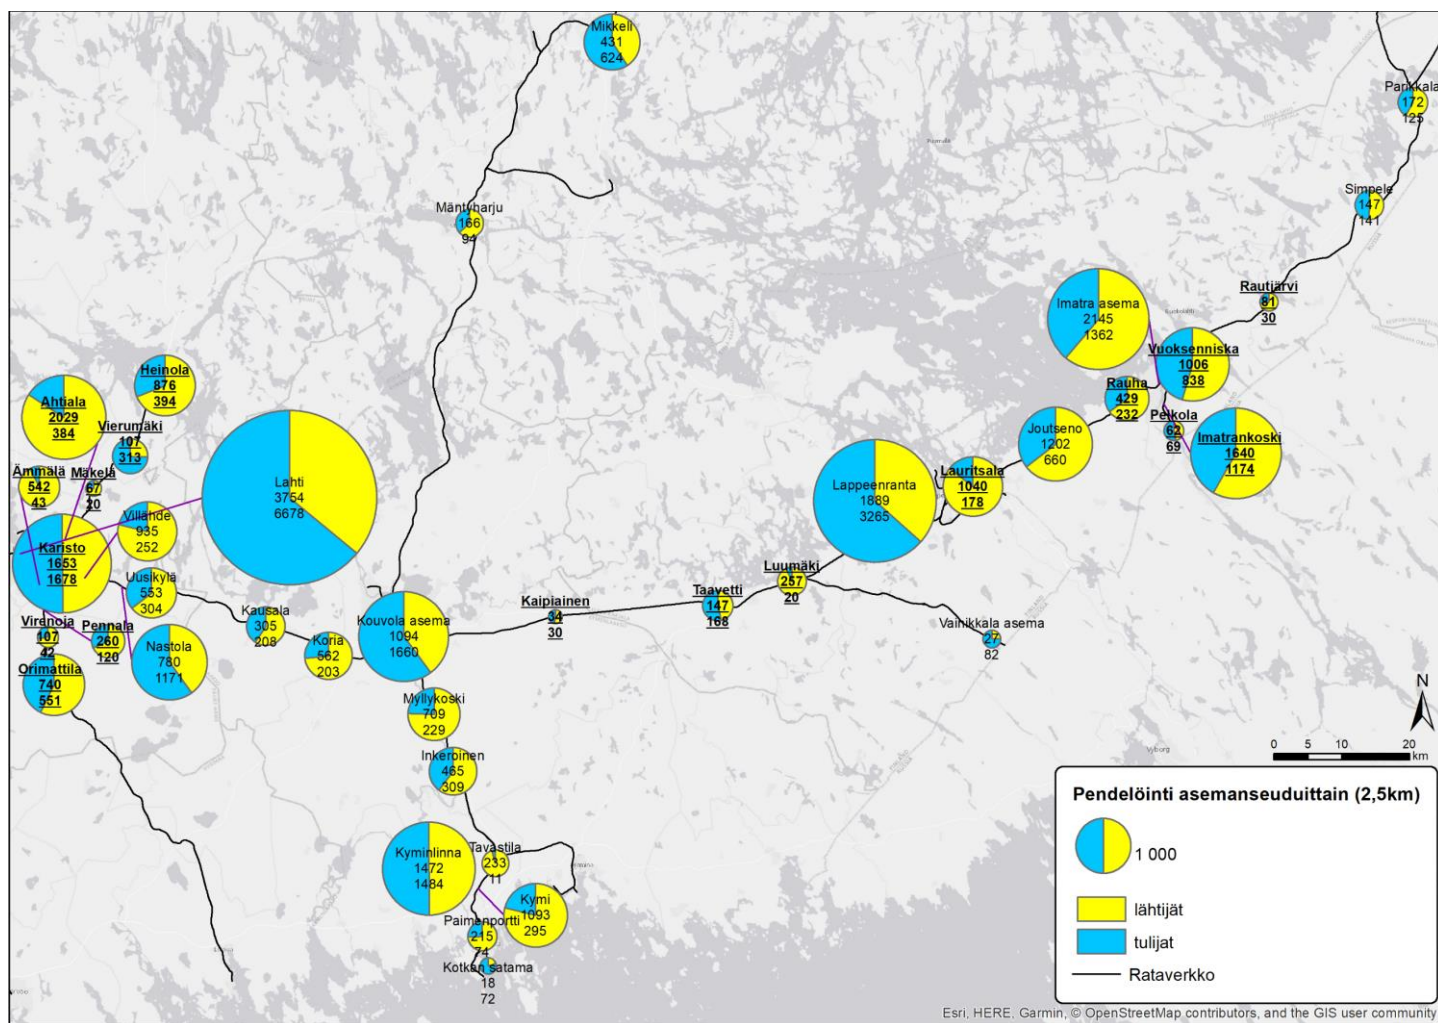 Mikkeli
431
624
Parikkala
172
125
Simpele
147
141
Mäntyharju
166
94
Rautjärvi
81
30
Imatra asema
2145
1362
Vuoksenniska
1006
838
Rauha
429
232
Pelkola
62
69
Imatrankoski
1640
1174
Joutseno
1202
660
Lauritsala
1040
178
Lappeenranta
1889
3265
Heinola
876
394
Ahtiala
2029
384
Vierumäki
107
313
Ämmälä
542
43
Mäkelä
67
20
Villähde
935
252
Lahti
3754
6678
Karisto
1653
1678
Uusikylä
553
304
Kausala
305
208
Koria
562
203
Kouvola asema
1094
1660
Kaipiainen
34
30
Taavetti
147
168
Luumäki
257
20
Vainikkala asema
27
82
Virenoja
107
42
Pennala
260
120
Orimattila
740
551
Nastola
780
1171
Myllykoski
709
229
Inkeroinen
465
309
Kyminlinna
1472
1484
Tavastila
233
11
Kymi
1093
295
Paimenportti
215
74
Kotkan satama
18
72
Vyborg
N
0 5 10 20
km
Pendelöinti asemanseuduittain (2,5km)
1 000
lähtijät
tulijat
Rataverkko
Esri, HERE, Garmin, © OpenStreetMap contributors, and the GIS user community